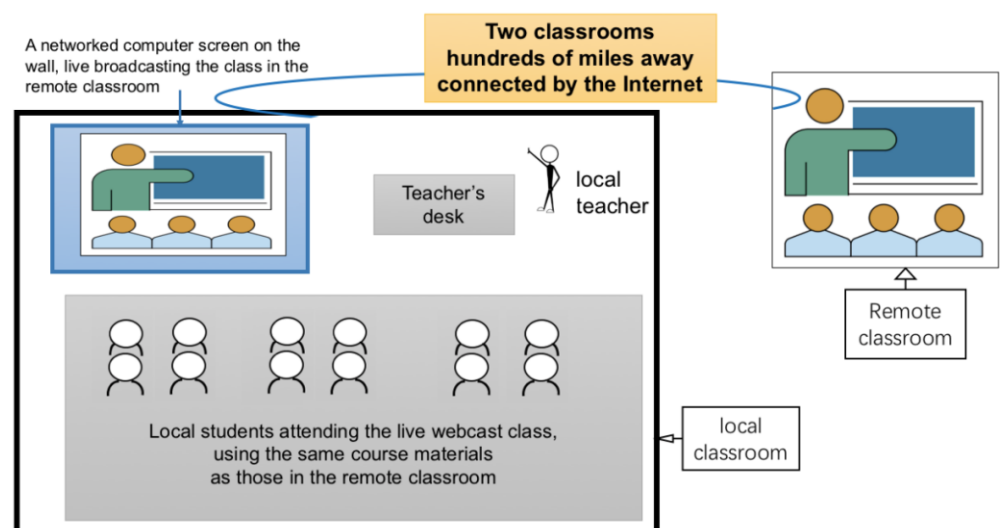 A networked computer screen on the
wall, live broadcasting the class in the
remote classroom
Two classrooms
hundreds of miles away
connected by the Internet
Teacher's
desk
local
teacher
Remote
classroom
Local students attending the live webcast class,
using the same course materials
as those in the remote classroom
local
classroom